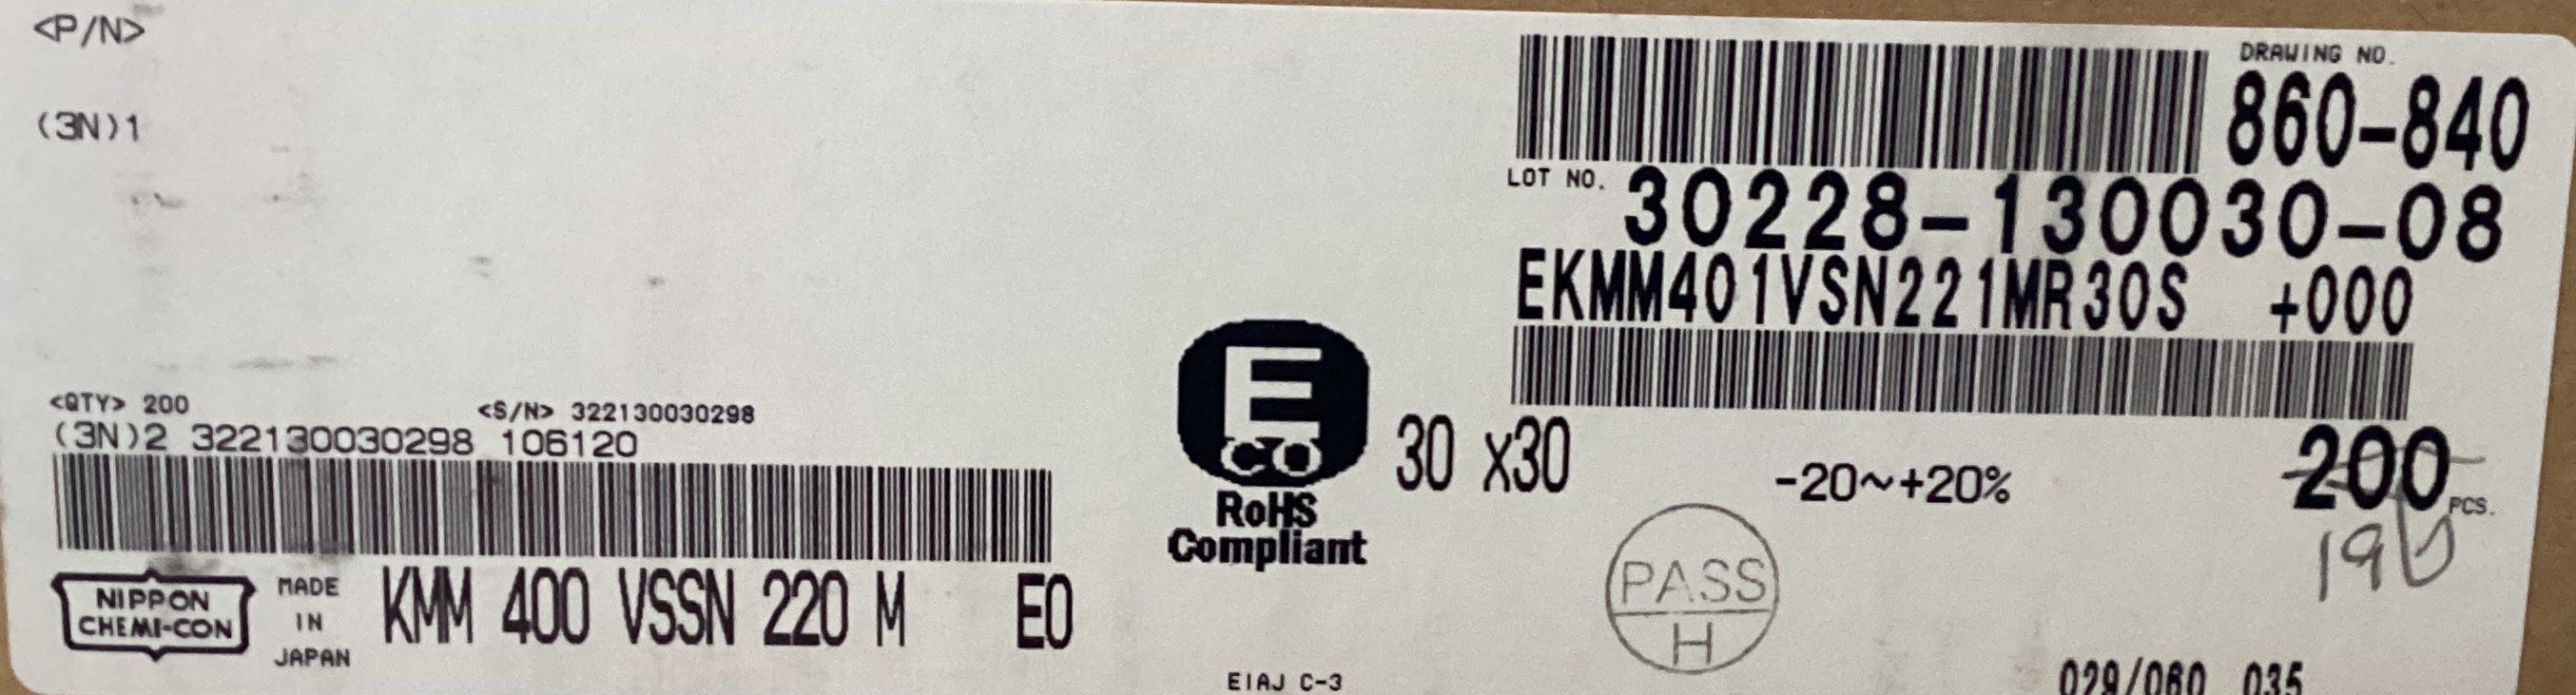 <P/N>
(3N)1
DRAWING NO.
860-840
LOT NO. 30228-130030-08
EKMM401VSN221MR30S +000
<QTY> 200 <S/N> 322130030298
(3N)2 322130030298 106120
E
CO
RoHS
Compliant
30 x30
-20~+20%
200 PCS.
NIPPON
CHEMI-CON
MADE
IN
JAPAN
KMM 400 VSSN 220 M E0
PASS
H
EIAJ C-3
029/060 035